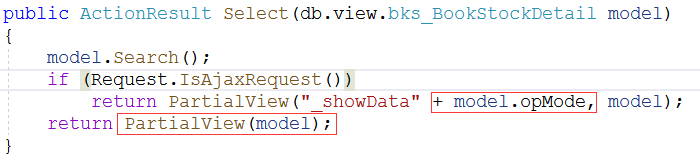 public ActionResult Select(db.view.bks_BookStockDetail model)
{
model.Search();
if (Request.IsAjaxRequest())
return PartialView("_showData" + model.opMode, model);
return PartialView(model);
}